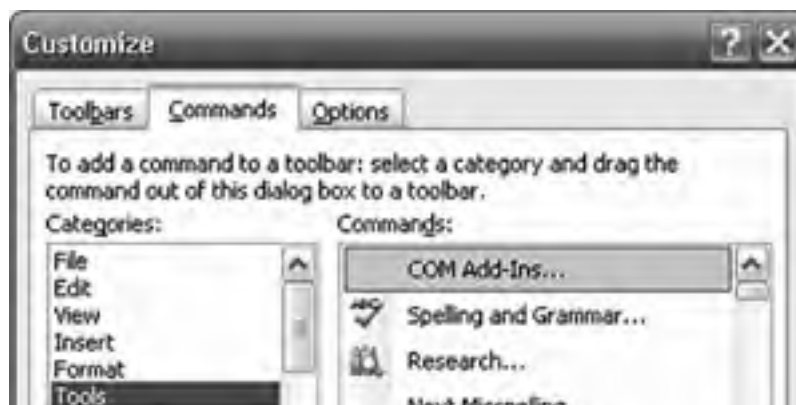 Customize
Toolbars Commands Options
To add a command to a toolbar: select a category and drag the
command out of this dialog box to a toolbar.
Categories: Commands:
File COM Add-Ins...
Edit
View Spelling and Grammar...
Insert
Format Research...
Tools